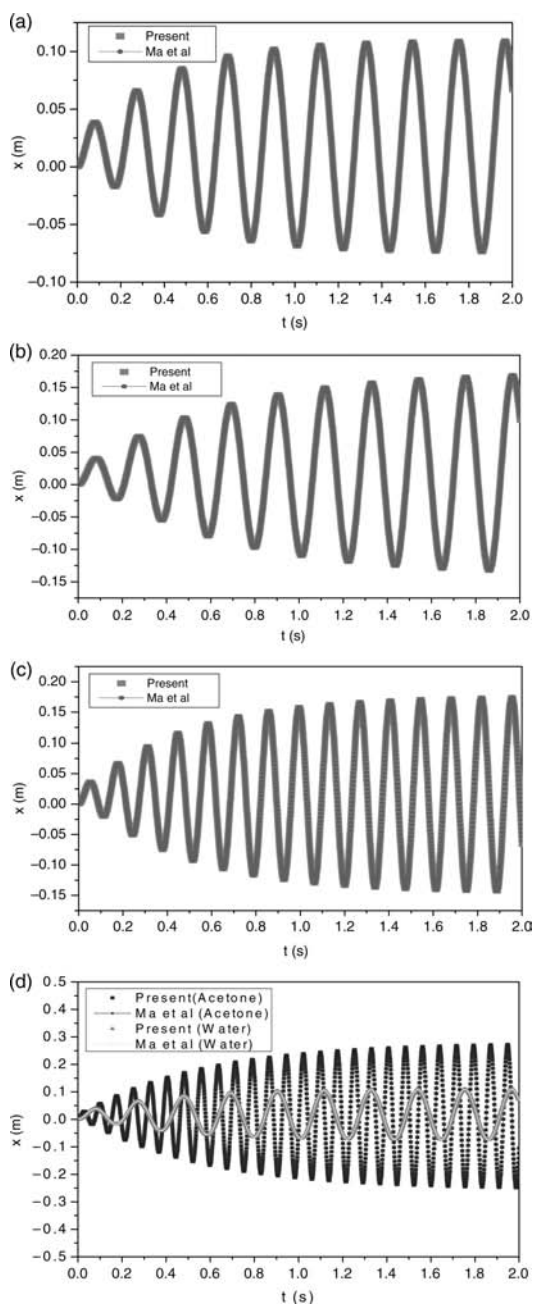 (a)
Present
Ma et al
0.10
0.05
0.00
−0.05
−0.10
x (m)
0.0 0.2 0.4 0.6 0.8 1.0 1.2 1.4 1.6 1.8 2.0
t (s)
(b)
Present
Ma et al
0.20
0.15
0.10
0.05
0.00
−0.05
−0.10
−0.15
x (m)
0.0 0.2 0.4 0.6 0.8 1.0 1.2 1.4 1.6 1.8 2.0
t (s)
(c)
Present
Ma et al
0.20
0.15
0.10
0.05
0.00
−0.05
−0.10
−0.15
x (m)
0.0 0.2 0.4 0.6 0.8 1.0 1.2 1.4 1.6 1.8 2.0
t (s)
(d)
Present(Acetone)
Ma et al (Acetone)
Present (Water)
Ma et al (Water)
0.5
0.4
0.3
0.2
0.1
0.0
−0.1
−0.2
−0.3
−0.4
−0.5
x (m)
0.0 0.2 0.4 0.6 0.8 1.0 1.2 1.4 1.6 1.8 2.0
t (s)